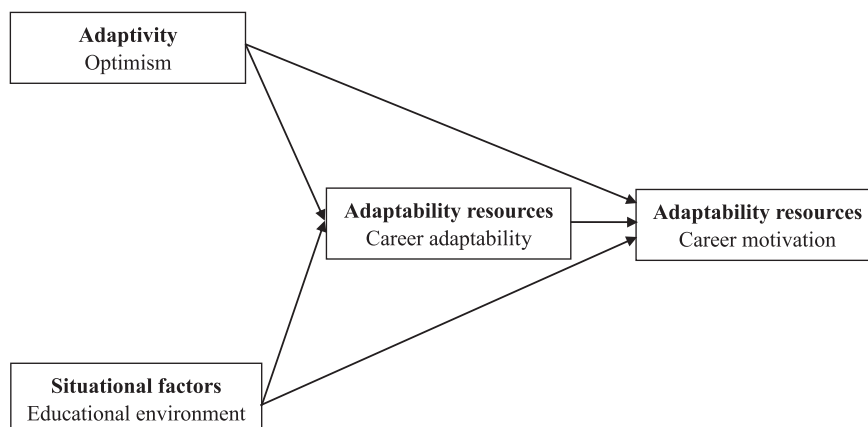 Adaptivity
Optimism
Adaptability resources
Career adaptability
Adaptability resources
Career motivation
Situational factors
Educational environment